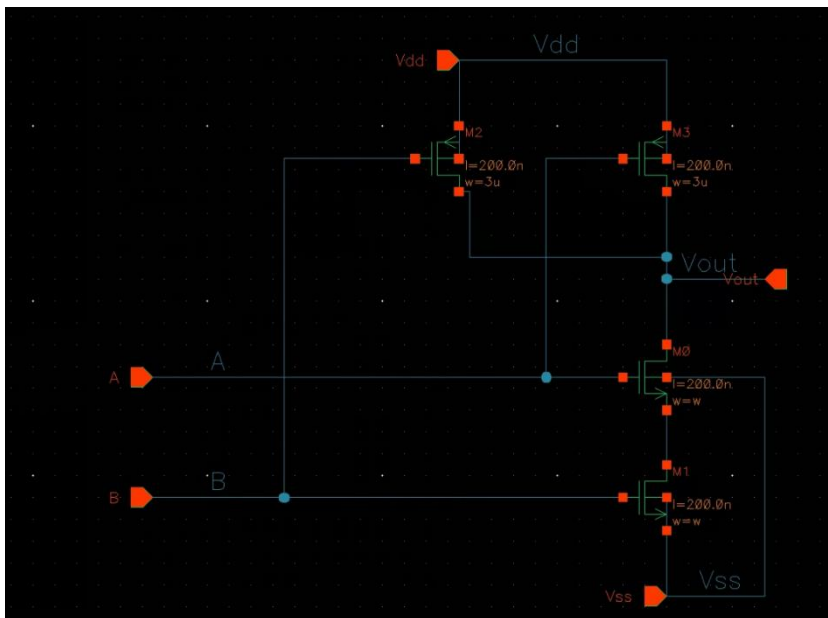 Vdd
Vdd
M2
l=200.0n
w=3u
M3
l=200.0n
w=3u
Vout
Vout
A
A
M0
l=200.0n
w=w
B
B
M1
l=200.0n
w=w
Vss
Vss